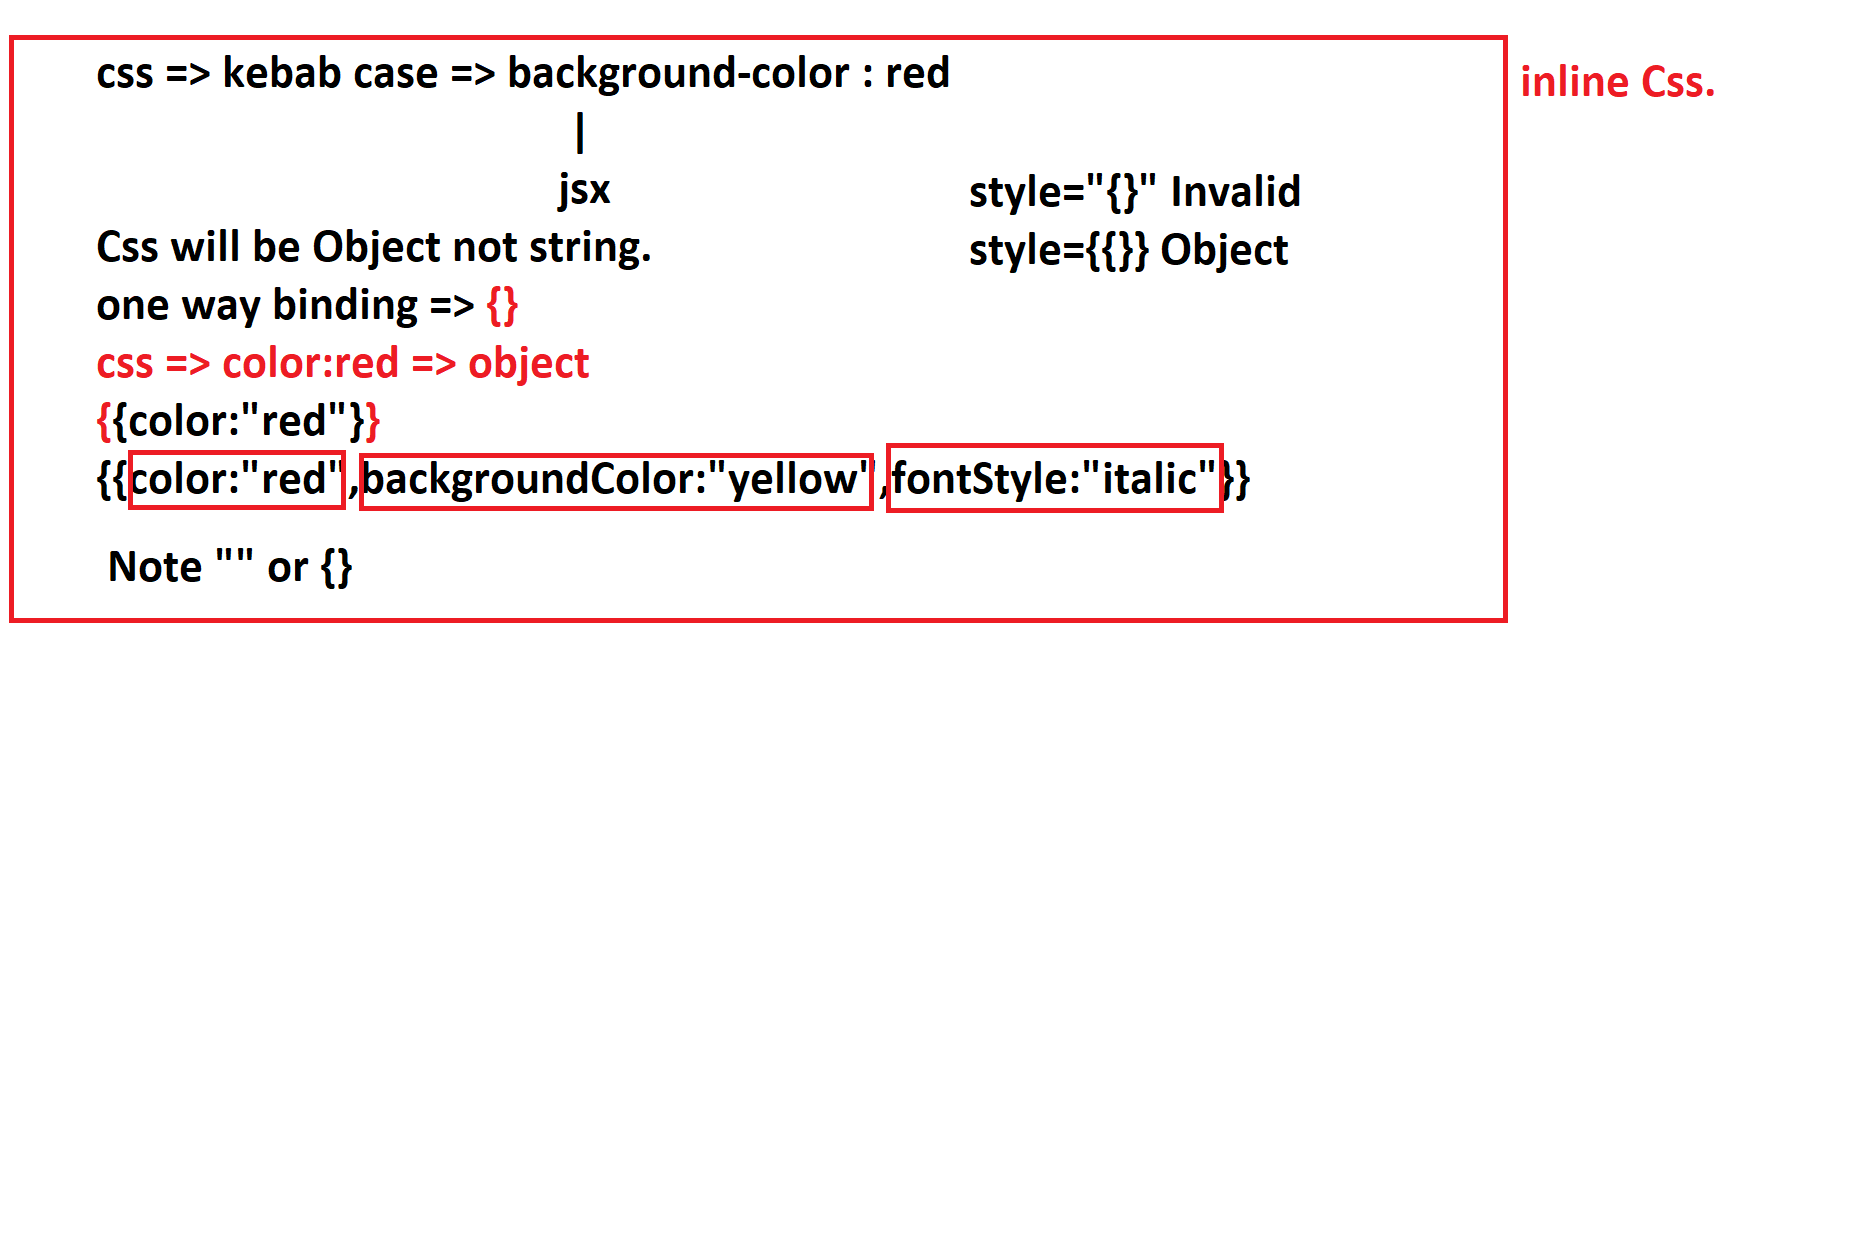 css => kebab case => background-color : red
inline Css.
|
jsx
style="{}" Invalid
Css will be Object not string.
style={{}} Object
one way binding => {}
css => color:red => object
{{color:"red"}}
{{color:"red",backgroundColor:"yellow",fontStyle:"italic"}}
Note "" or {}